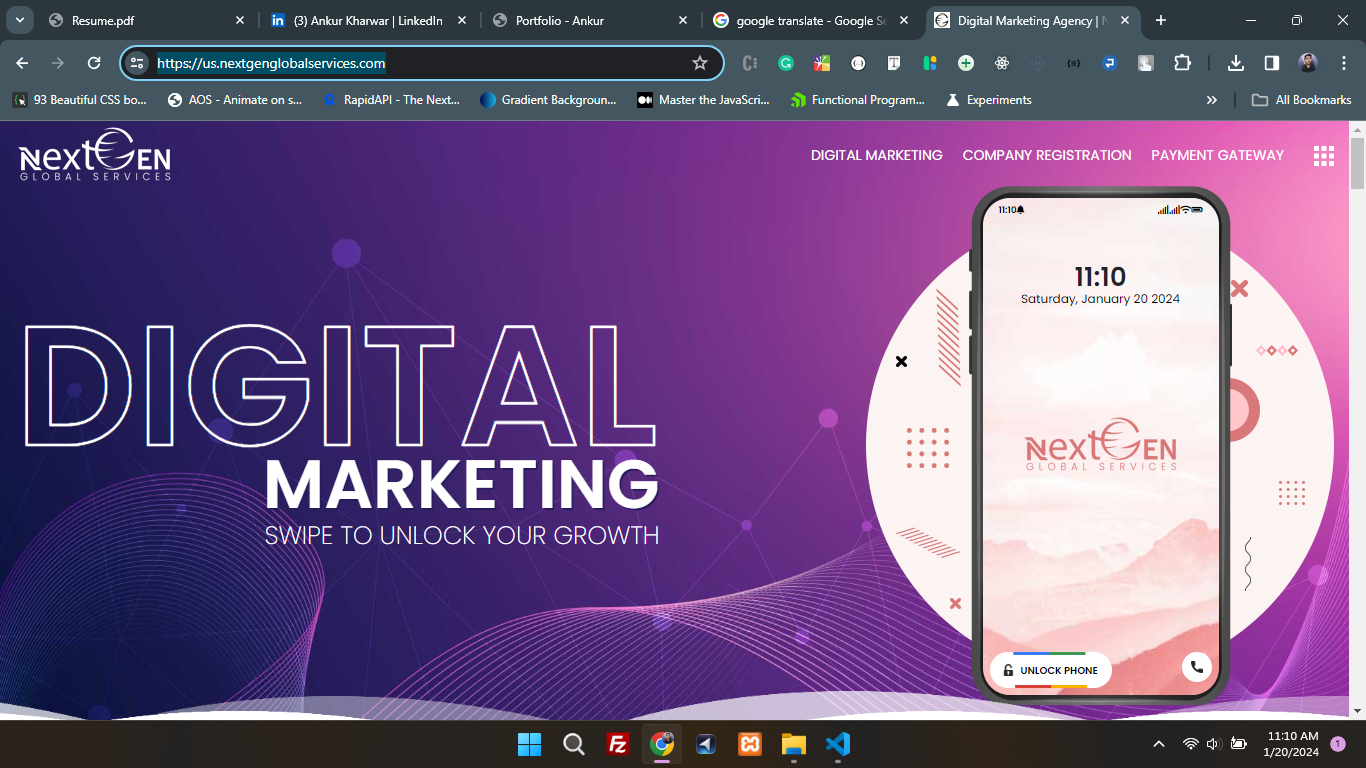 Resume.pdf
(3) Ankur Kharwar | LinkedIn
Portfolio - Ankur
google translate - Google Se
Digital Marketing Agency | N
https://us.nextgenglobalservices.com
93 Beautiful CSS bo...
AOS - Animate on s...
RapidAPI - The Next...
Gradient Backgroun...
Master the JavaScri...
Functional Program...
Experiments
All Bookmarks
NextGen
GLOBAL SERVICES
DIGITAL MARKETING
COMPANY REGISTRATION
PAYMENT GATEWAY
11:10
11:10
Saturday, January 20 2024
DIGITAL
MARKETING
SWIPE TO UNLOCK YOUR GROWTH
NextGen
GLOBAL SERVICES
UNLOCK PHONE
11:10 AM
1/20/2024
1